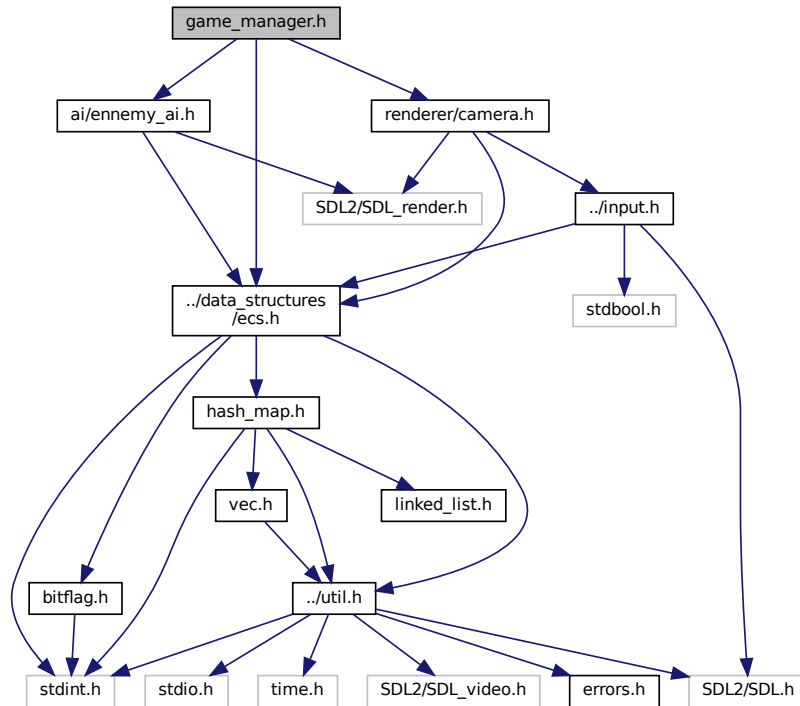 game_manager.h
ai/ennemy_ai.h
renderer/camera.h
SDL2/SDL_render.h
../input.h
../data_structures
/ecs.h
stdbool.h
hash_map.h
vec.h
linked_list.h
bitflag.h
../util.h
stdint.h
stdio.h
time.h
SDL2/SDL_video.h
errors.h
SDL2/SDL.h